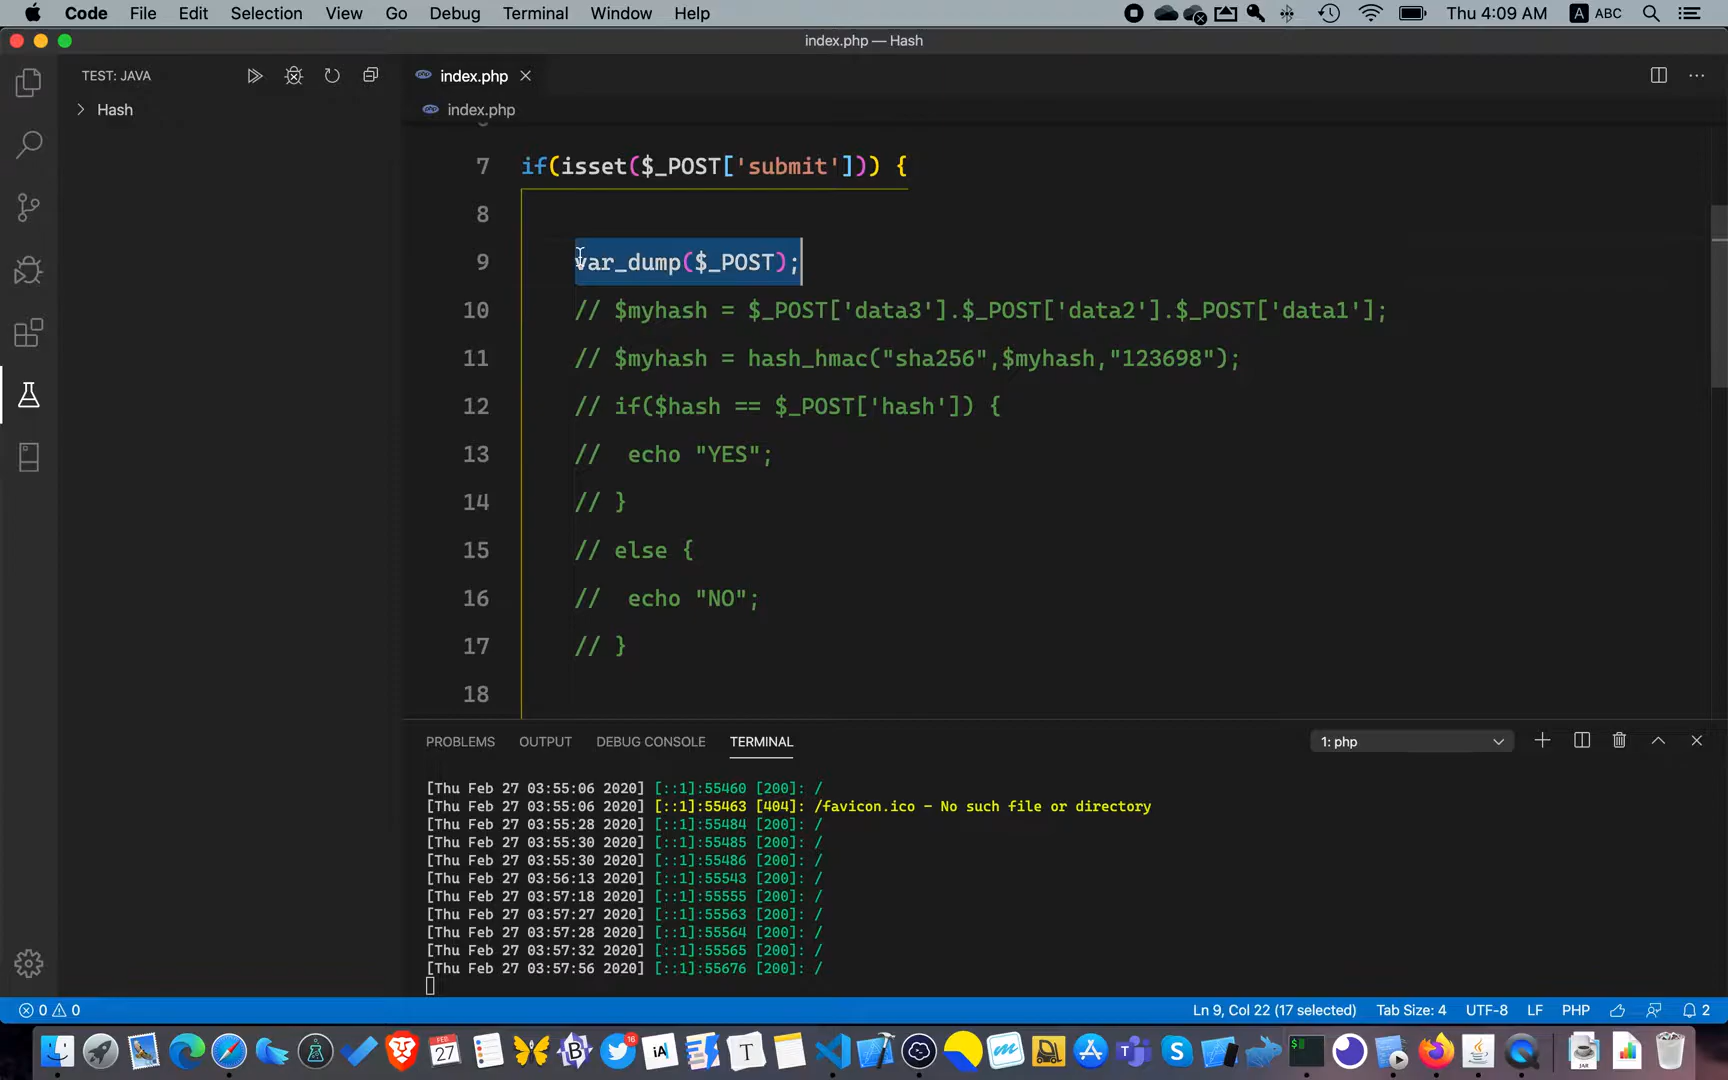 Code File Edit Selection View Go Debug Terminal Window Help Thu 4:09 AM A ABC
index.php — Hash
TEST: JAVA
Hash
index.php
index.php
7 if(isset($_POST['submit'])) {
8
9 var_dump($_POST);
10 // $myhash = $_POST['data3'].$_POST['data2'].$_POST['data1'];
11 // $myhash = hash_hmac("sha256",$myhash,"123698");
12 // if($hash == $_POST['hash']) {
13 //  echo "YES";
14 // }
15 // else {
16 //  echo "NO";
17 // }
18
PROBLEMS OUTPUT DEBUG CONSOLE TERMINAL 1: php
[Thu Feb 27 03:55:06 2020] [::1]:55460 [200]: /
[Thu Feb 27 03:55:06 2020] [::1]:55463 [404]: /favicon.ico - No such file or directory
[Thu Feb 27 03:55:28 2020] [::1]:55484 [200]: /
[Thu Feb 27 03:55:30 2020] [::1]:55485 [200]: /
[Thu Feb 27 03:55:30 2020] [::1]:55486 [200]: /
[Thu Feb 27 03:56:13 2020] [::1]:55543 [200]: /
[Thu Feb 27 03:57:18 2020] [::1]:55555 [200]: /
[Thu Feb 27 03:57:27 2020] [::1]:55563 [200]: /
[Thu Feb 27 03:57:28 2020] [::1]:55564 [200]: /
[Thu Feb 27 03:57:32 2020] [::1]:55565 [200]: /
[Thu Feb 27 03:57:56 2020] [::1]:55676 [200]: /
0 0 Ln 9, Col 22 (17 selected) Tab Size: 4 UTF-8 LF PHP 2
FEB 27 16 iA T